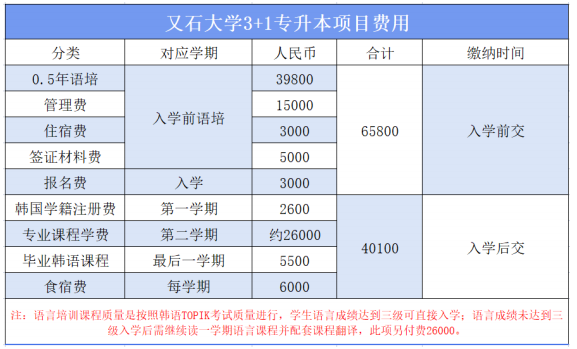 又石大学3+1专升本项目费用
分类 对应学期 人民币 合计 缴纳时间
0.5年语培 39800
管理费 入学前语培 15000
住宿费 3000 65800 入学前交
签证材料费 5000
报名费 入学 3000
韩国学籍注册费 第一学期 2600
专业课程学费 第二学期 约26000 40100 入学后交
毕业韩语课程 最后一学期 5500
食宿费 每学期 6000
注：语言培训课程质量是按照韩语TOPIK考试质量进行，学生语言成绩达到三级可直接入学；语言成绩未达到三
级入学后需继续读一学期语言课程并配套课程翻译，此项另付费26000。